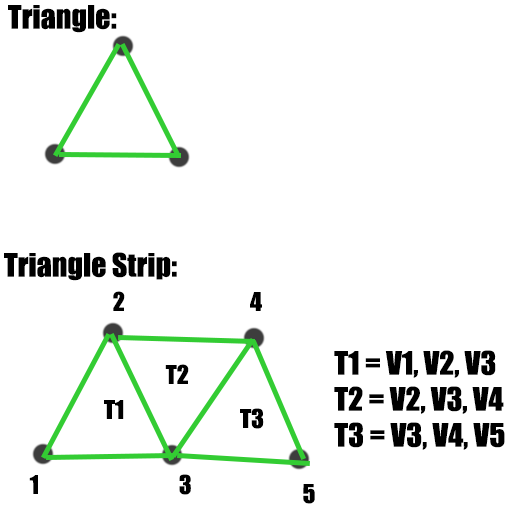 Triangle:
Triangle Strip:
2 4
T2
T1 T3
1 3 5
T1 = V1, V2, V3
T2 = V2, V3, V4
T3 = V3, V4, V5